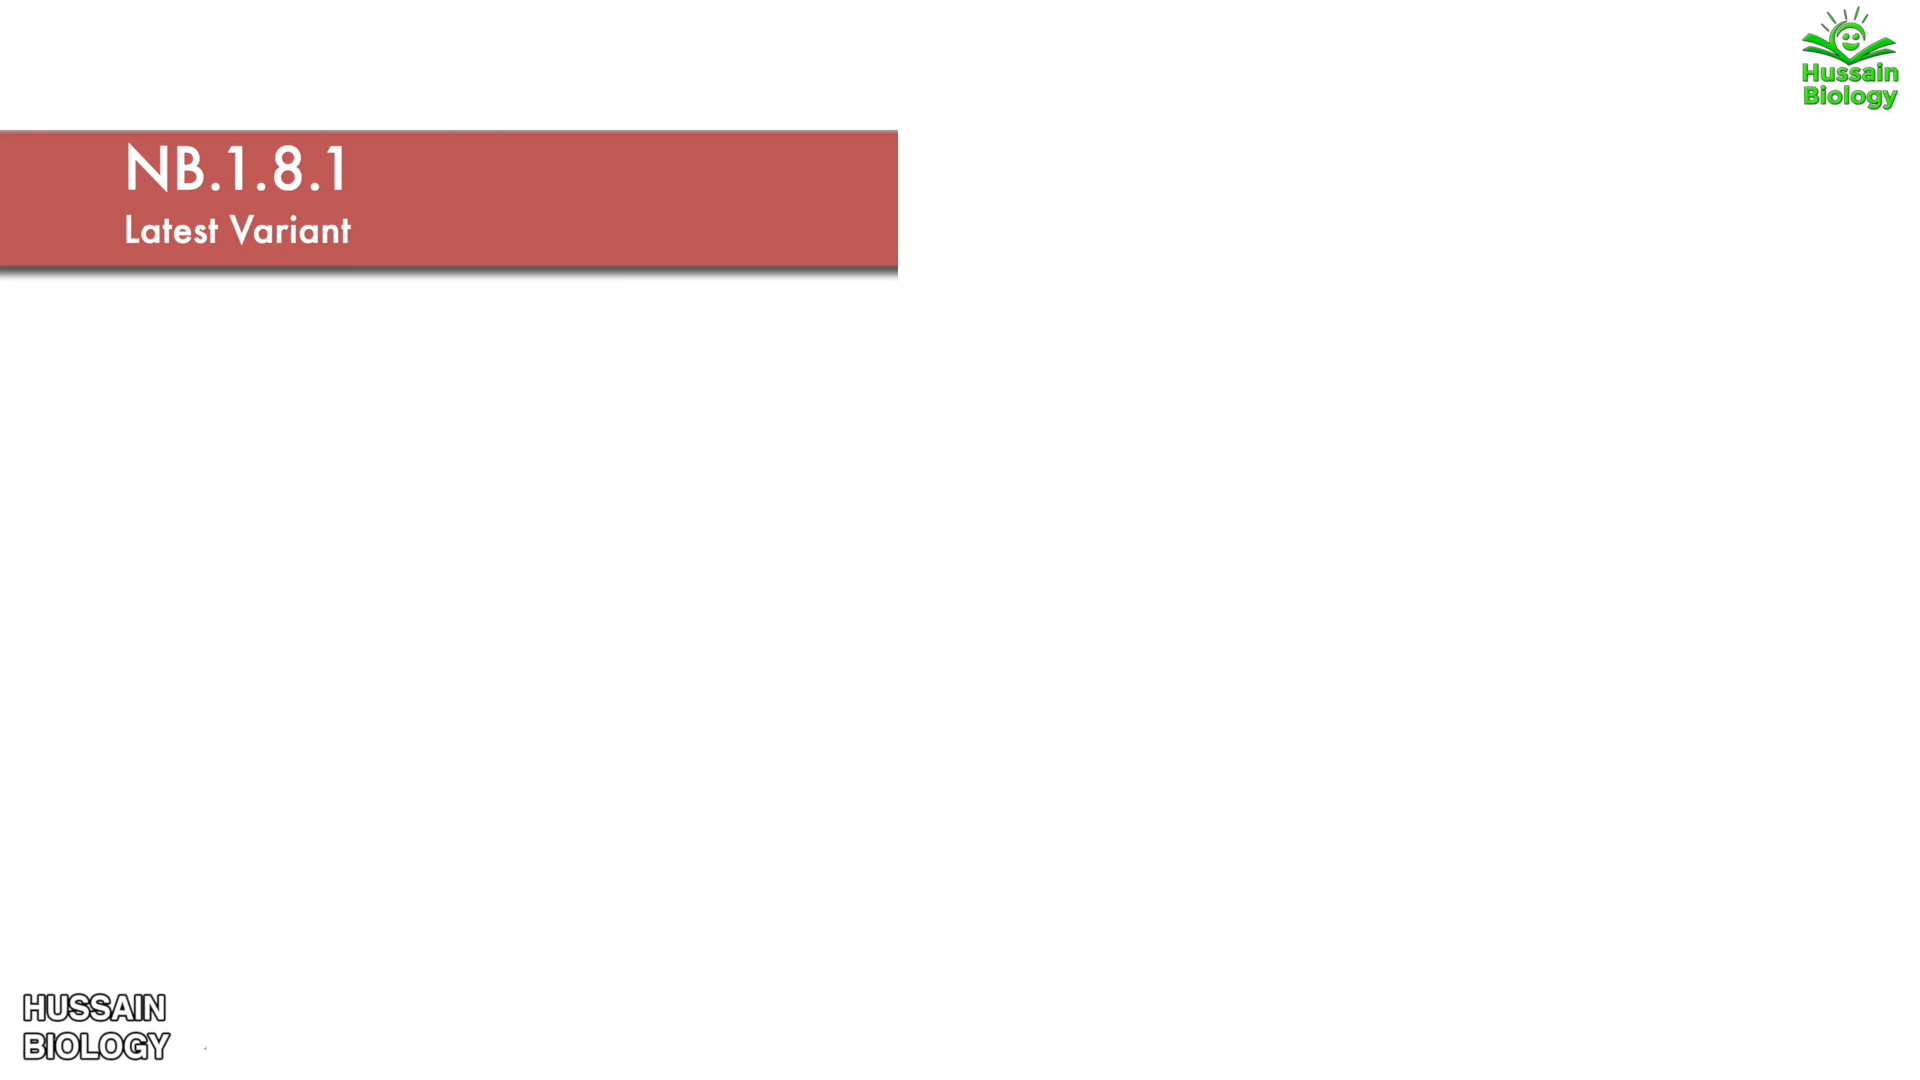 Hussain
Biology
NB.1.8.1
Latest Variant
HUSSAIN
BIOLOGY